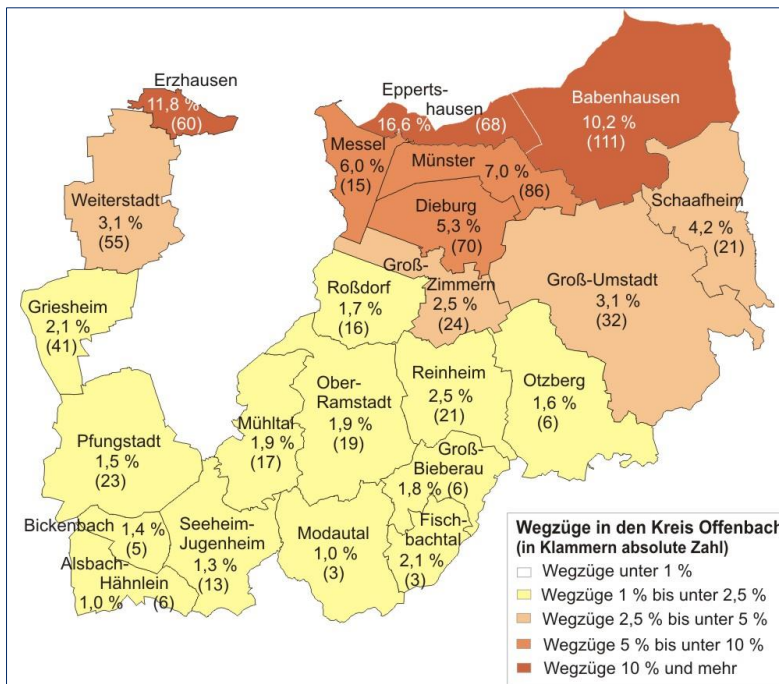 Erzhausen
11,8 %
(60)
Epperts-
hausen
16,6 %
(68)
Babenhausen
10,2 %
(111)
Messel
6,0 %
(15)
Münster
7,0 %
(86)
Weiterstadt
3,1 %
(55)
Dieburg
5,3 %
(70)
Schaafheim
4,2 %
(21)
Groß-
Zimmern
2,5 %
(24)
Groß-Umstadt
3,1 %
(32)
Griesheim
2,1 %
(41)
Roßdorf
1,7 %
(16)
Ober-
Ramstadt
1,9 %
(19)
Reinheim
2,5 %
(21)
Otzberg
1,6 %
(6)
Mühltal
1,9 %
(17)
Pfungstadt
1,5 %
(23)
Groß-
Bieberau
1,8% (6)
Bickenbach
1,4 %
(5)
Seeheim-
Jugenheim
1,3 %
(13)
Modautal
1,0 %
(3)
Fisch-
bachtal
2,1 %
(3)
Alsbach-
Hähnlein
1,0 % (6)
Wegzüge in den Kreis Offenbach
(in Klammern absolute Zahl)
Wegzüge unter 1 %
Wegzüge 1 % bis unter 2,5 %
Wegzüge 2,5 % bis unter 5 %
Wegzüge 5 % bis unter 10 %
Wegzüge 10 % und mehr